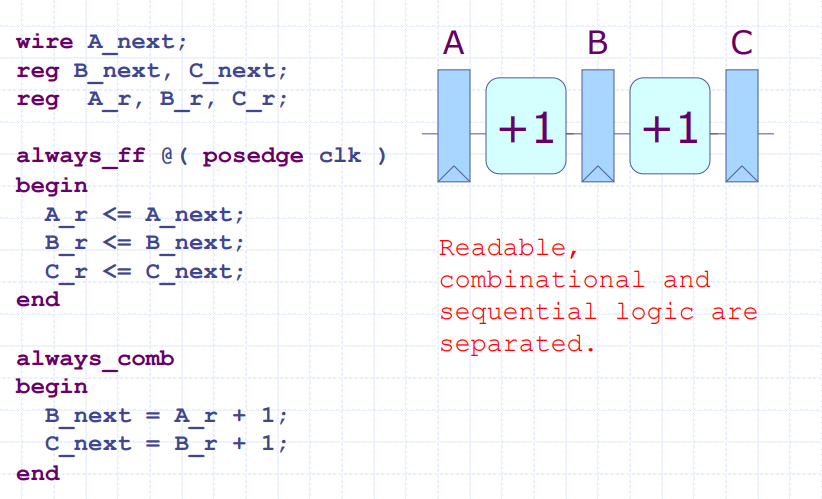 wire A_next;
reg B_next, C_next;
reg  A_r, B_r, C_r;
always_ff @( posedge clk )
begin
  A_r <= A_next;
  B_r <= B_next;
  C_r <= C_next;
end
always_comb
begin
  B_next = A_r + 1;
  C_next = B_r + 1;
end
A B C
+1 +1
Readable,
combinational and
sequential logic are
separated.